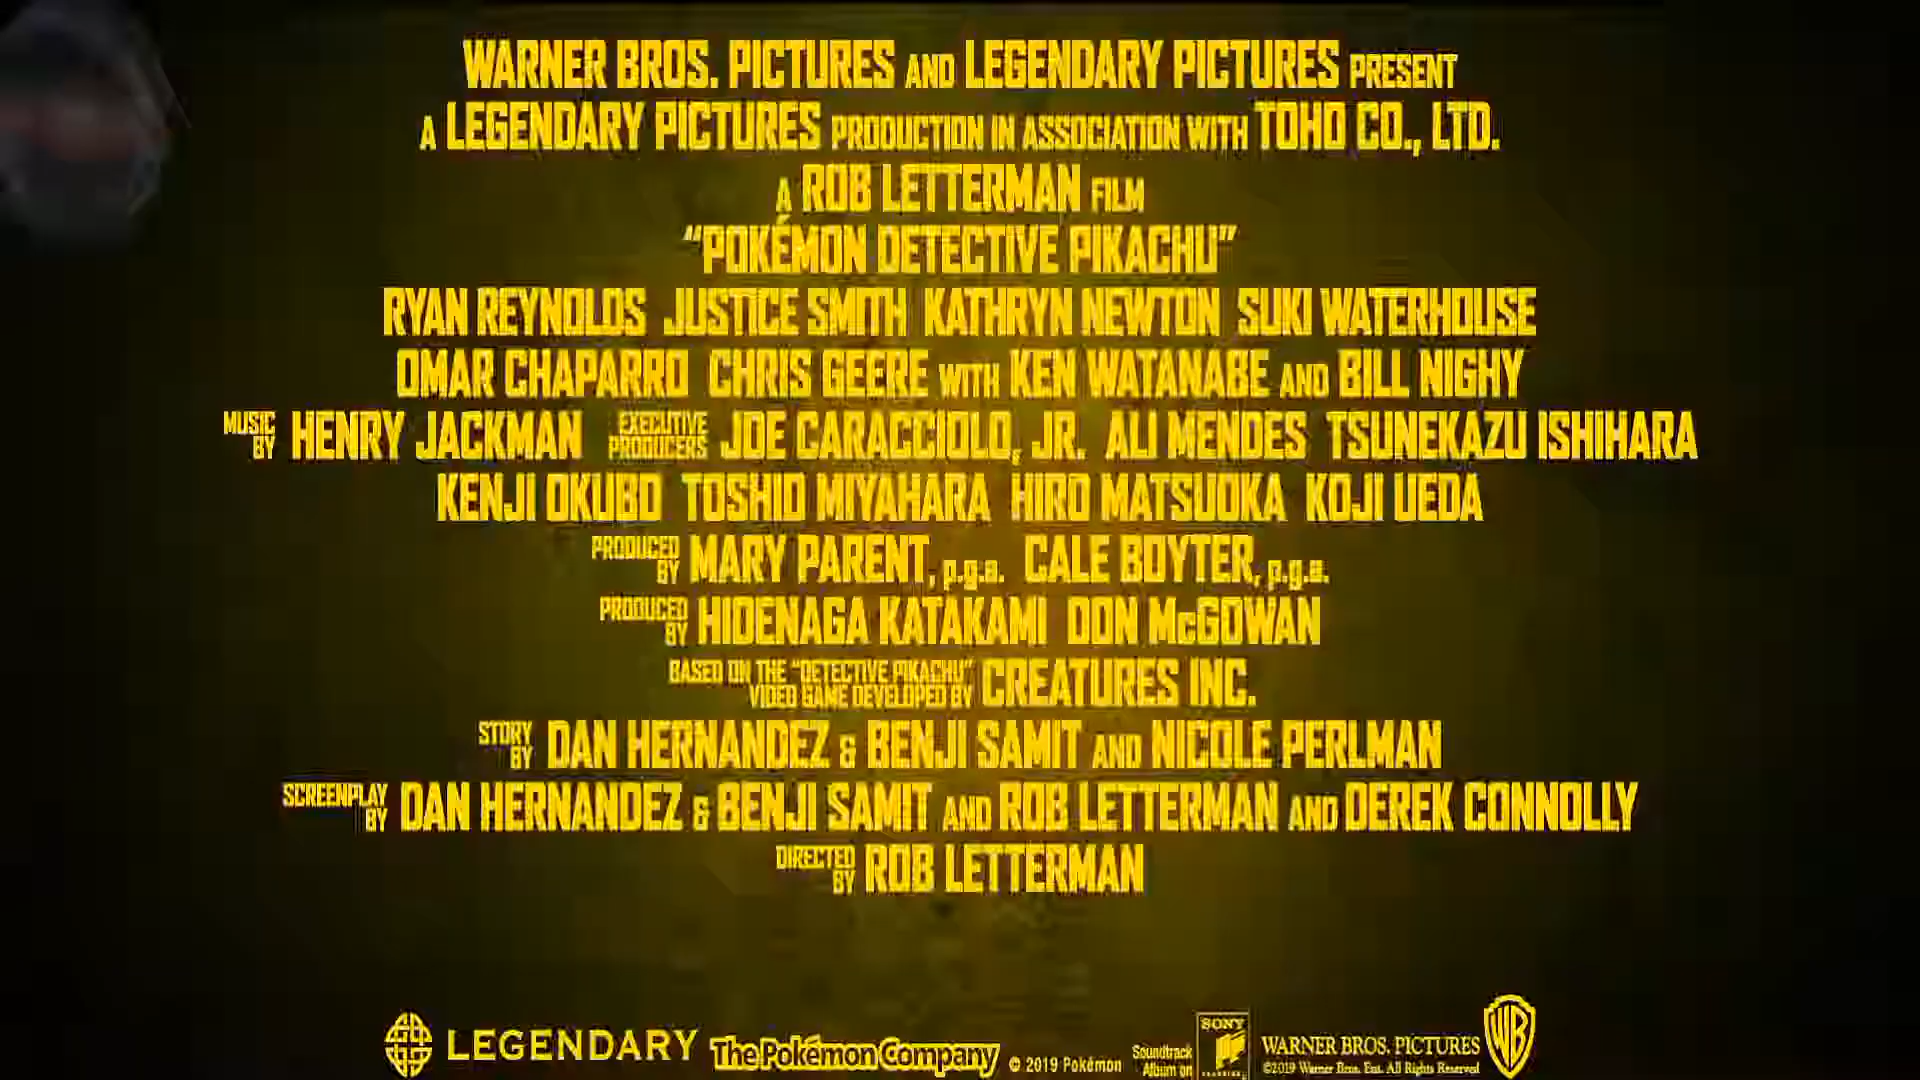 WARNER BROS. PICTURES AND LEGENDARY PICTURES PRESENT
A LEGENDARY PICTURES PRODUCTION IN ASSOCIATION WITH TOHO CO., LTD.
A ROB LETTERMAN FILM
“POKÉMON DETECTIVE PIKACHU”
RYAN REYNOLDS JUSTICE SMITH KATHRYN NEWTON SUKI WATERHOUSE
OMAR CHAPARRO CHRIS GEERE WITH KEN WATANABE AND BILL NIGHY
MUSIC BY HENRY JACKMAN EXECUTIVE PRODUCERS JOE CARACCIOLO, JR. ALI MENDES TSUNEKAZU ISHIHARA
KENJI OKUBO TOSHIO MIYAHARA HIRO MATSUOKA KOJI UEDA
PRODUCED BY MARY PARENT, p.g.a. CALE BOYTER, p.g.a.
PRODUCED BY HIDENAGA KATAKAMI DON McGOWAN
BASED ON THE “DETECTIVE PIKACHU” VIDEO GAME DEVELOPED BY CREATURES INC.
STORY BY DAN HERNANDEZ & BENJI SAMIT AND NICOLE PERLMAN
SCREENPLAY BY DAN HERNANDEZ & BENJI SAMIT AND ROB LETTERMAN AND DEREK CONNOLLY
DIRECTED BY ROB LETTERMAN
LEGENDARY The Pokémon Company © 2019 Pokémon Soundtrack Album on SONY WARNER BROS. PICTURES WB
©2019 Warner Bros. Ent. All Rights Reserved